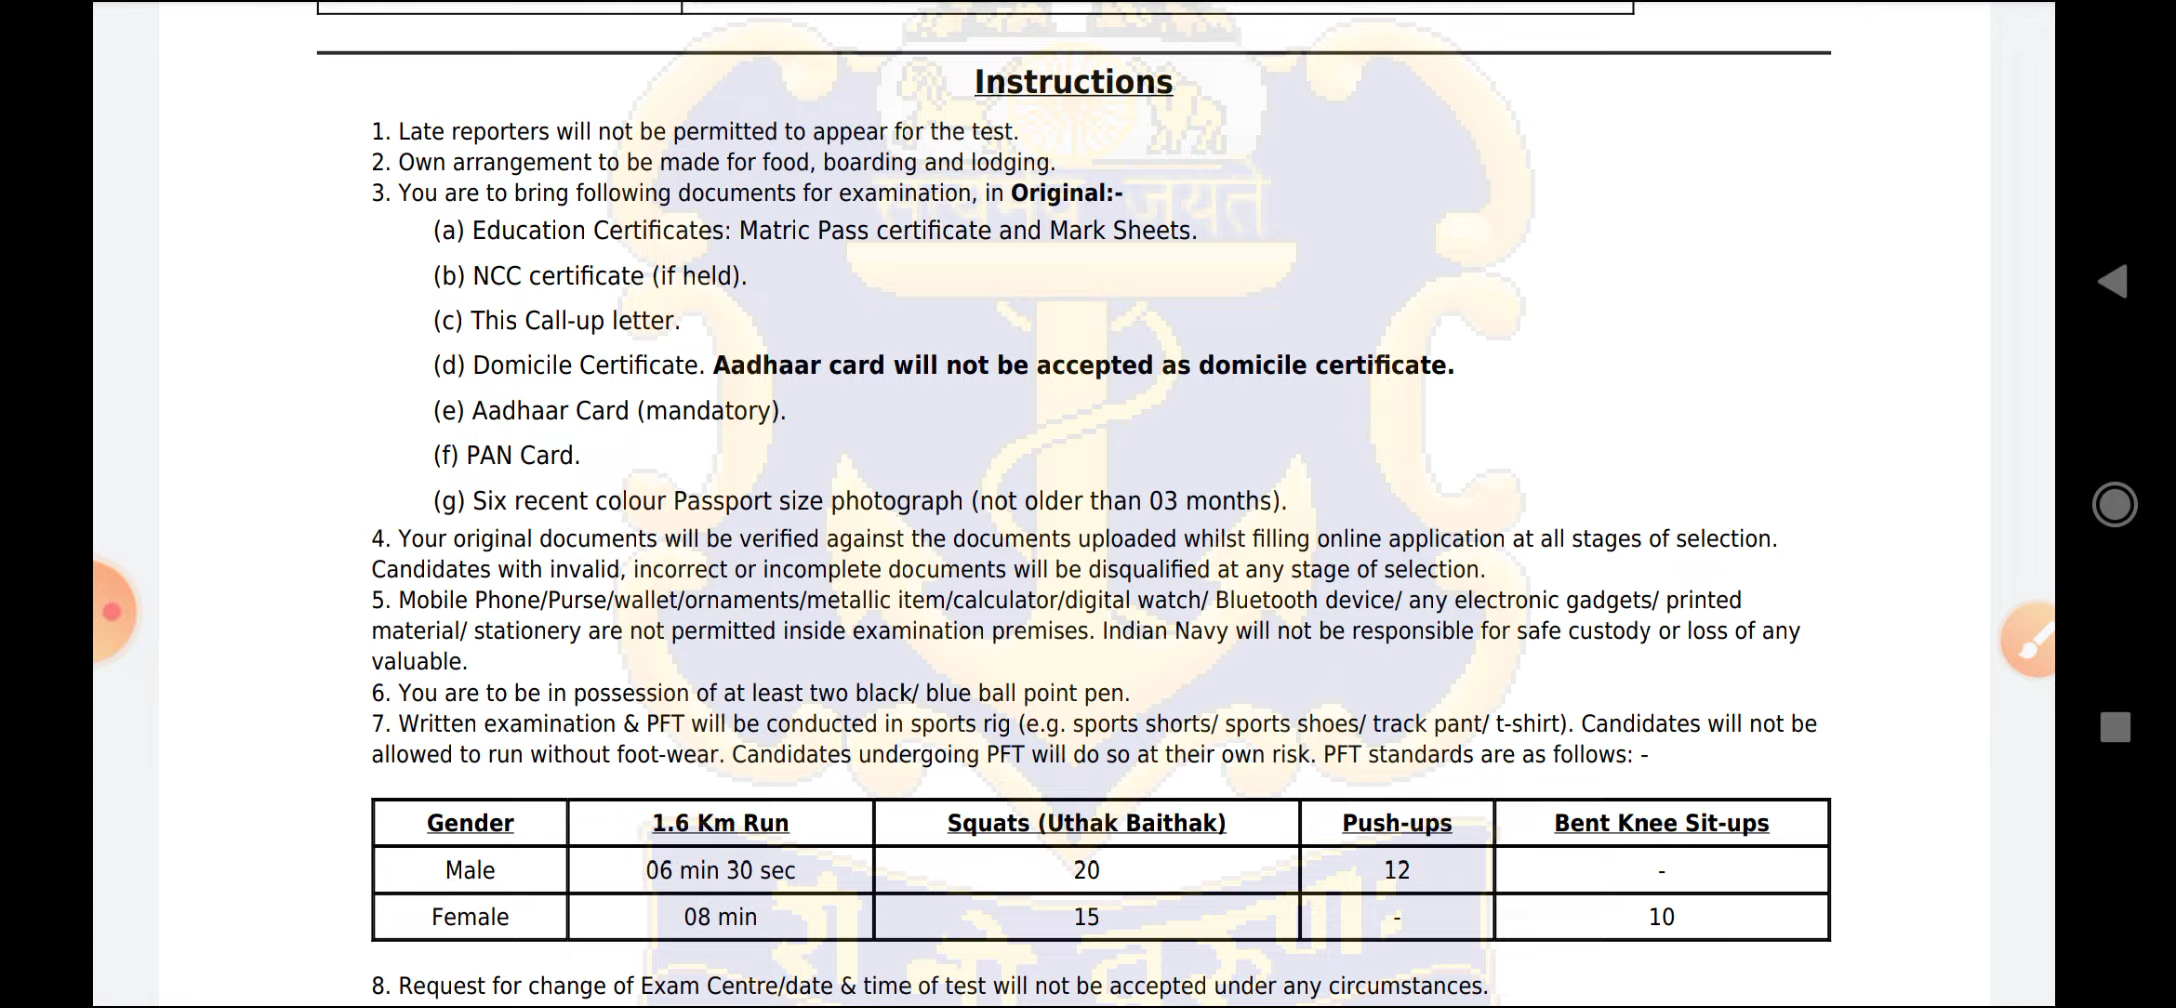 Instructions
1. Late reporters will not be permitted to appear for the test.
2. Own arrangement to be made for food, boarding and lodging.
3. You are to bring following documents for examination, in Original:-
(a) Education Certificates: Matric Pass certificate and Mark Sheets.
(b) NCC certificate (if held).
(c) This Call-up letter.
(d) Domicile Certificate. Aadhaar card will not be accepted as domicile certificate.
(e) Aadhaar Card (mandatory).
(f) PAN Card.
(g) Six recent colour Passport size photograph (not older than 03 months).
4. Your original documents will be verified against the documents uploaded whilst filling online application at all stages of selection.
Candidates with invalid, incorrect or incomplete documents will be disqualified at any stage of selection.
5. Mobile Phone/Purse/wallet/ornaments/metallic item/calculator/digital watch/ Bluetooth device/ any electronic gadgets/ printed
material/ stationery are not permitted inside examination premises. Indian Navy will not be responsible for safe custody or loss of any
valuable.
6. You are to be in possession of at least two black/ blue ball point pen.
7. Written examination & PFT will be conducted in sports rig (e.g. sports shorts/ sports shoes/ track pant/ t-shirt). Candidates will not be
allowed to run without foot-wear. Candidates undergoing PFT will do so at their own risk. PFT standards are as follows: -
Gender 1.6 Km Run Squats (Uthak Baithak) Push-ups Bent Knee Sit-ups
Male 06 min 30 sec 20 12 -
Female 08 min 15 - 10
8. Request for change of Exam Centre/date & time of test will not be accepted under any circumstances.
सत्यमेव जयते